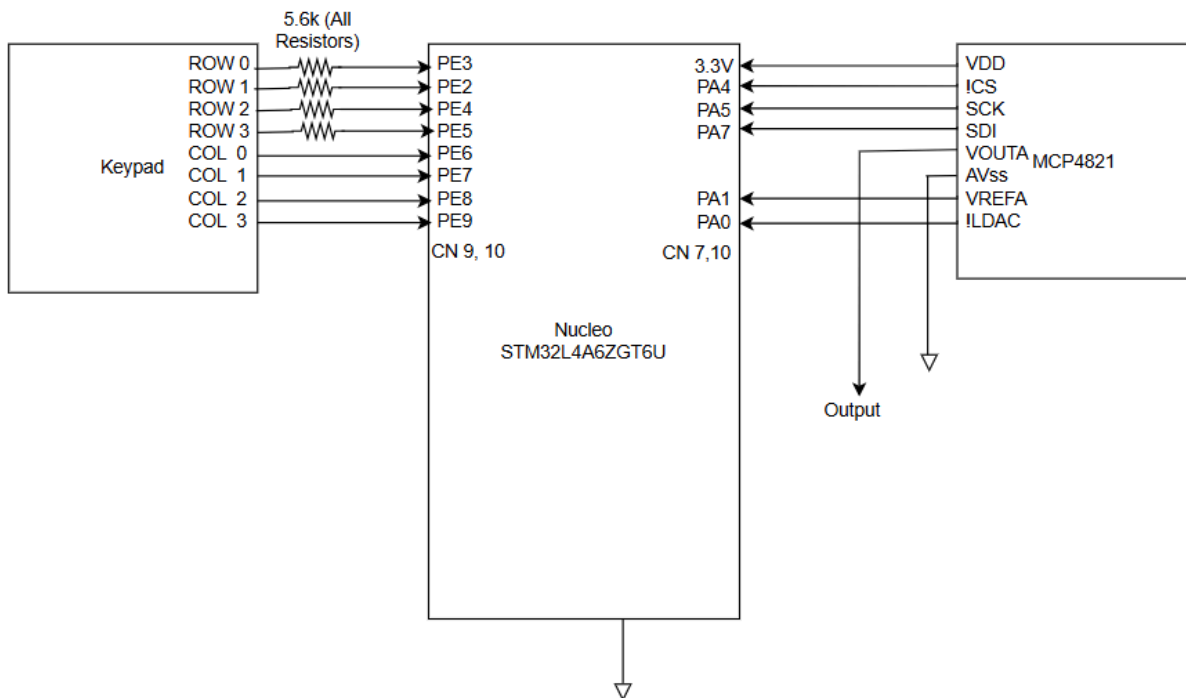 5.6k (All
Resistors)
Keypad
ROW 0
ROW 1
ROW 2
ROW 3
COL 0
COL 1
COL 2
COL 3
PE3
PE2
PE4
PE5
PE6
PE7
PE8
PE9
CN 9, 10
Nucleo
STM32L4A6ZGT6U
3.3V
PA4
PA5
PA7
PA1
PA0
CN 7,10
VDD
!CS
SCK
SDI
VOUTA
AVss
VREFA
!LDAC
MCP4821
Output